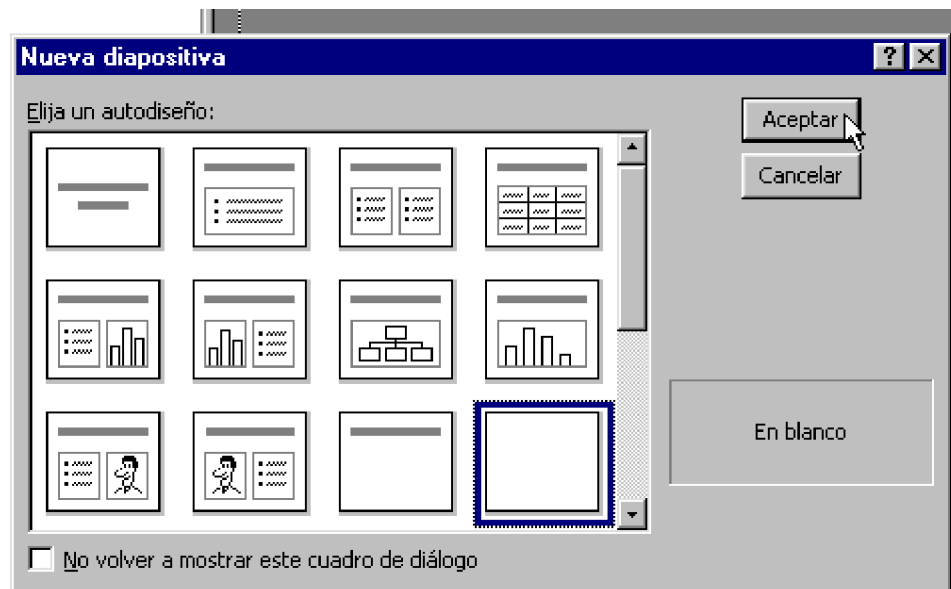 Nueva diapositiva
Elija un autodiseño:
Aceptar
Cancelar
En blanco
No volver a mostrar este cuadro de diálogo